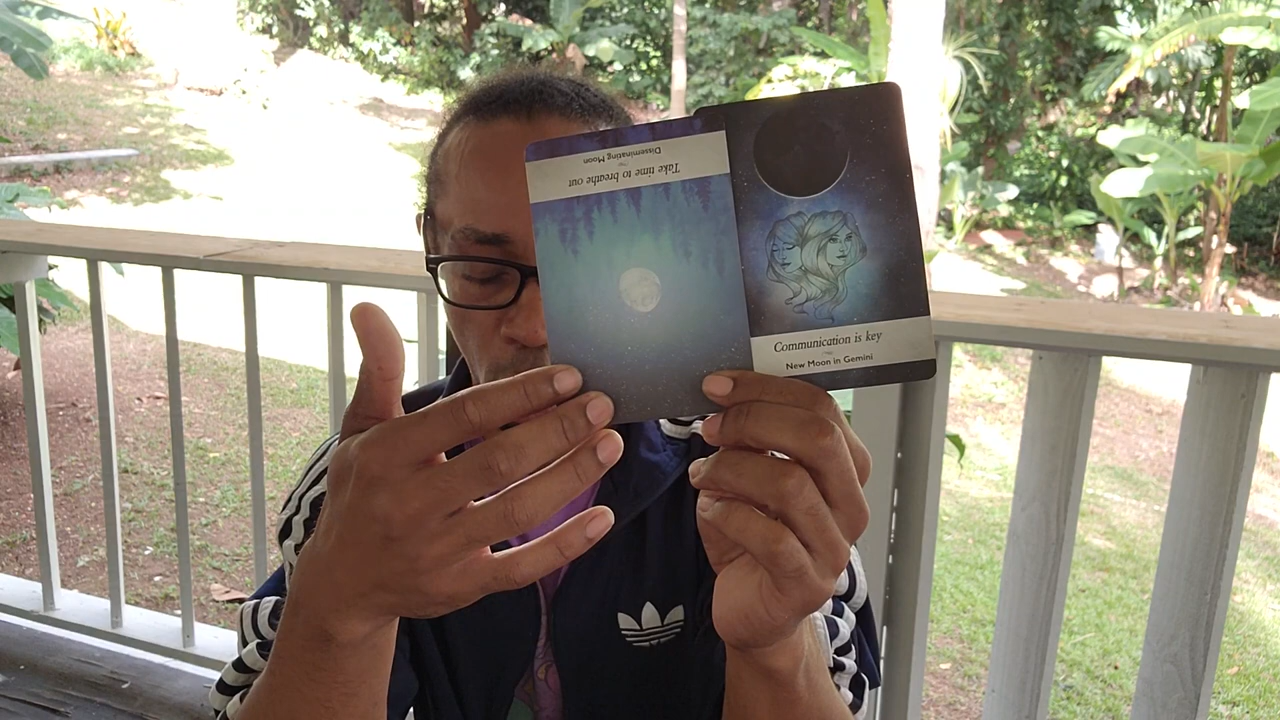 Take time to breathe out
Disseminating Moon
Communication is key
New Moon in Gemini